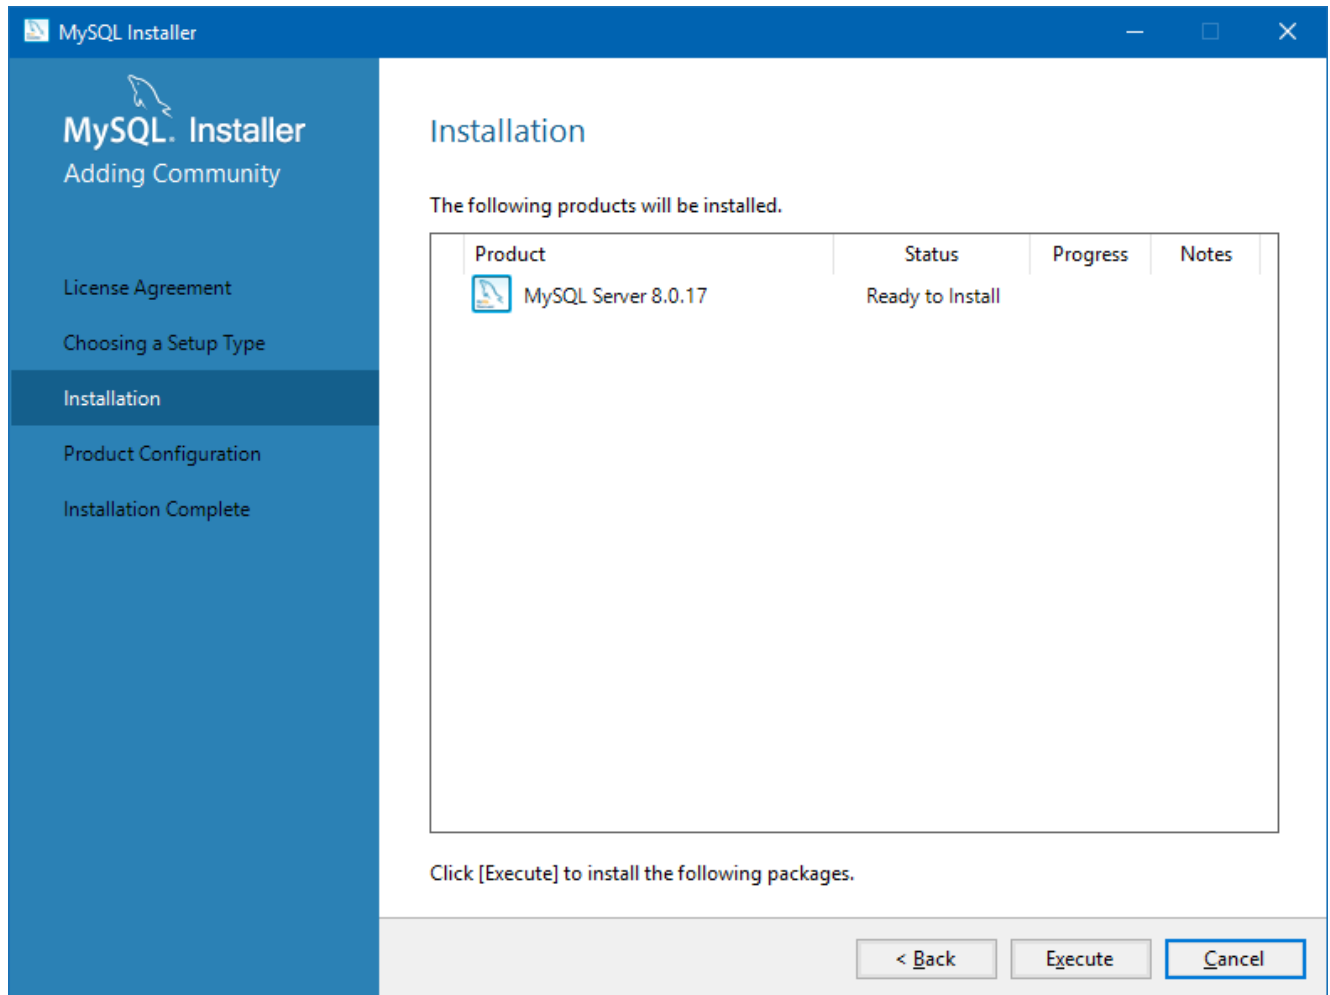 MySQL Installer
MySQL. Installer
Adding Community
License Agreement
Choosing a Setup Type
Installation
Product Configuration
Installation Complete
Installation
The following products will be installed.
Product Status Progress Notes
MySQL Server 8.0.17 Ready to Install
Click [Execute] to install the following packages.
< Back Execute Cancel